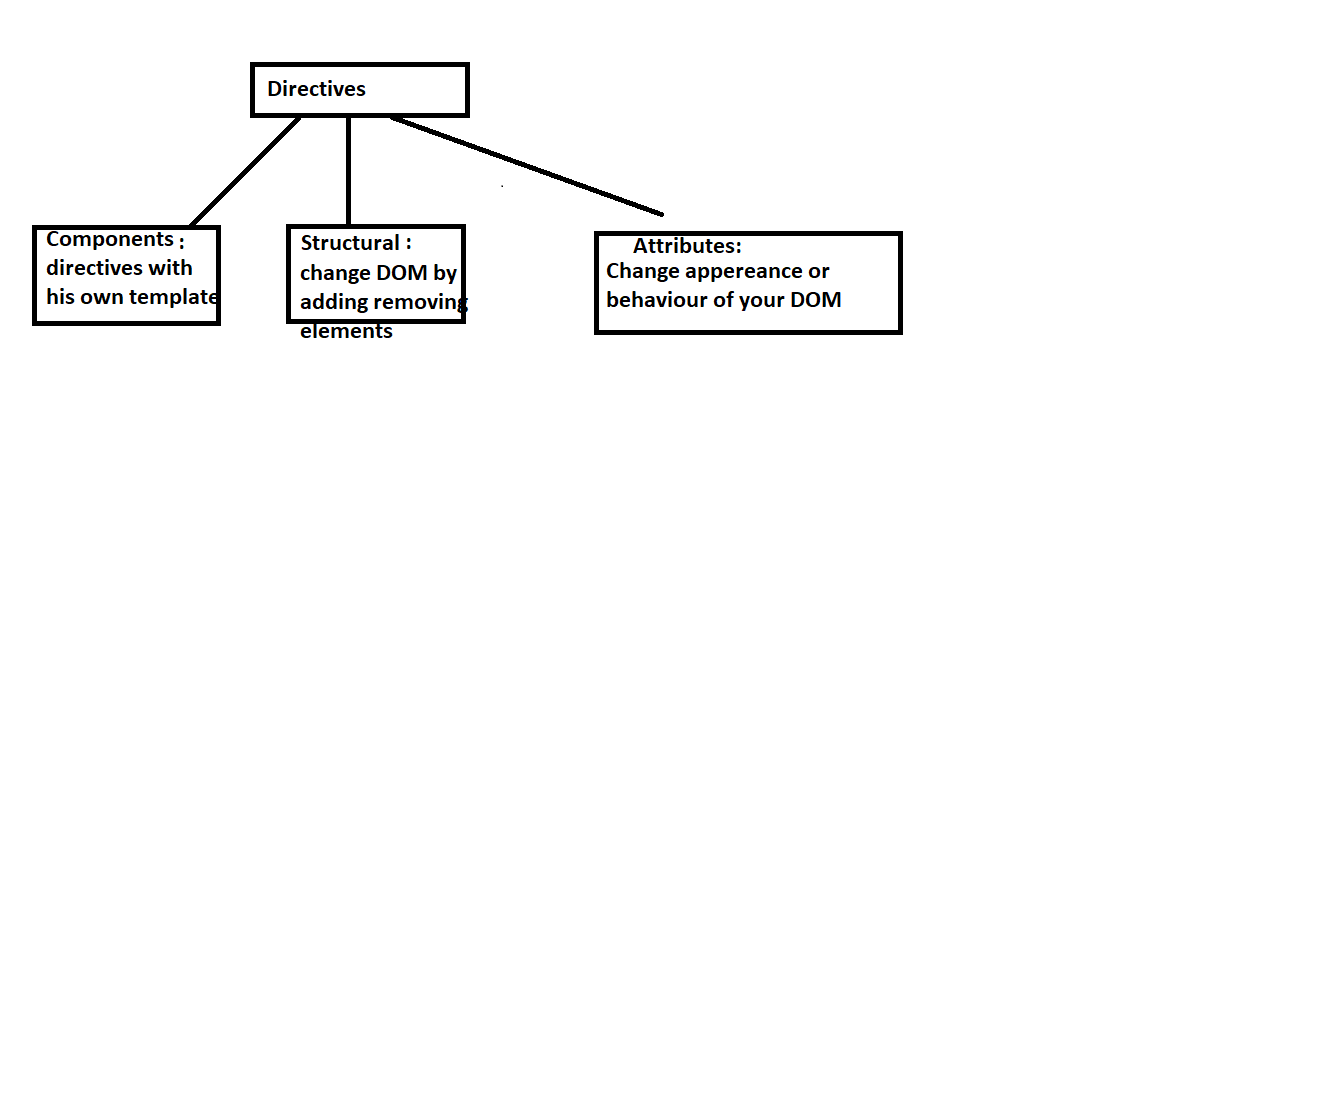 Directives
Components :
directives with
his own template
Structural :
change DOM by
adding removing
elements
Attributes:
Change appereance or
behaviour of your DOM